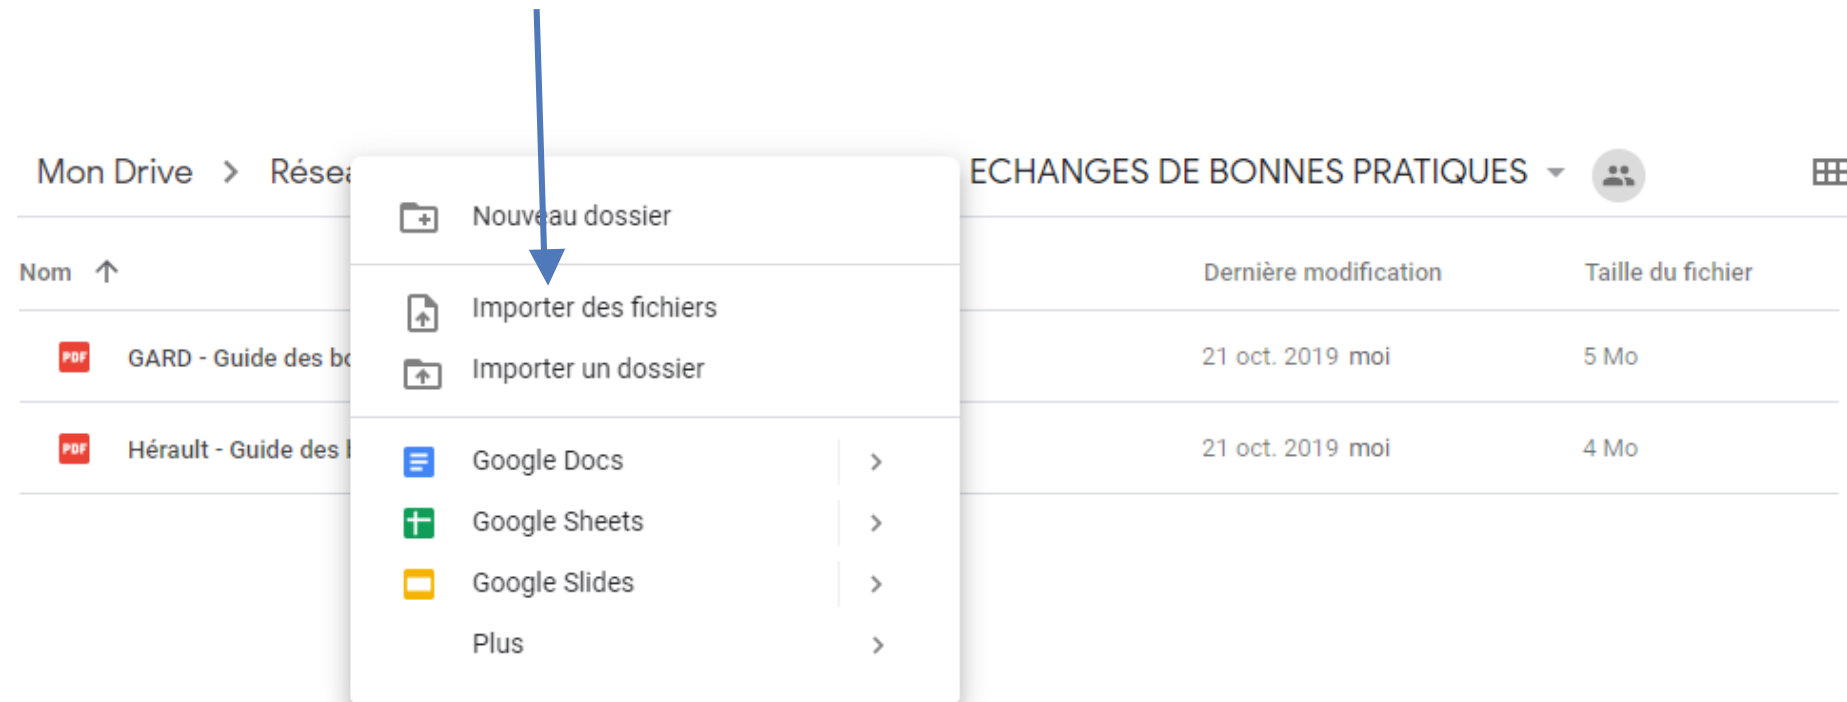 Mon Drive > Résea ECHANGES DE BONNES PRATIQUES
Nouveau dossier
Nom Dernière modification Taille du fichier
Importer des fichiers
PDF GARD - Guide des 21 oct. 2019 moi 5 Mo
Importer un dossier
PDF Hérault - Guide des 21 oct. 2019 moi 4 Mo
Google Docs
Google Sheets
Google Slides
Plus